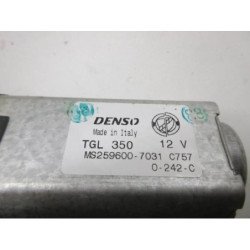 DENSO
Made in Italy
TGL 350 12 V
MS259600-7031 C757
0-242-C